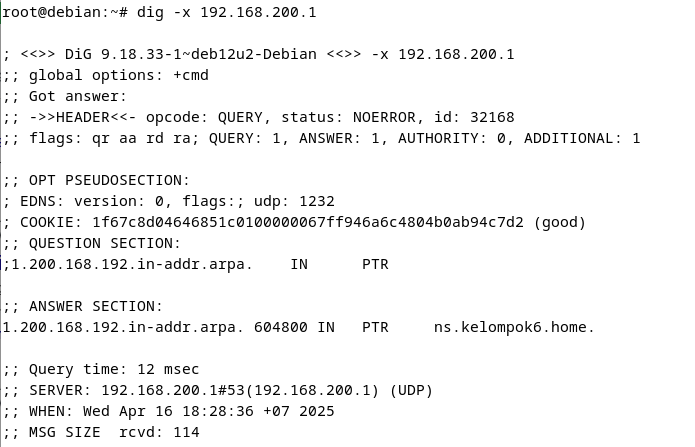 root@debian:~# dig -x 192.168.200.1
; <<>> DiG 9.18.33-1~deb12u2-Debian <<>> -x 192.168.200.1
;; global options: +cmd
;; Got answer:
;; ->>HEADER<<- opcode: QUERY, status: NOERROR, id: 32168
;; flags: qr aa rd ra; QUERY: 1, ANSWER: 1, AUTHORITY: 0, ADDITIONAL: 1
;; OPT PSEUDOSECTION:
; EDNS: version: 0, flags:; udp: 1232
; COOKIE: 1f67c8d04646851c0100000067ff946a6c4804b0ab94c7d2 (good)
;; QUESTION SECTION:
;1.200.168.192.in-addr.arpa. IN PTR
;; ANSWER SECTION:
1.200.168.192.in-addr.arpa. 604800 IN PTR ns.kelompok6.home.
;; Query time: 12 msec
;; SERVER: 192.168.200.1#53(192.168.200.1) (UDP)
;; WHEN: Wed Apr 16 18:28:36 +07 2025
;; MSG SIZE rcvd: 114